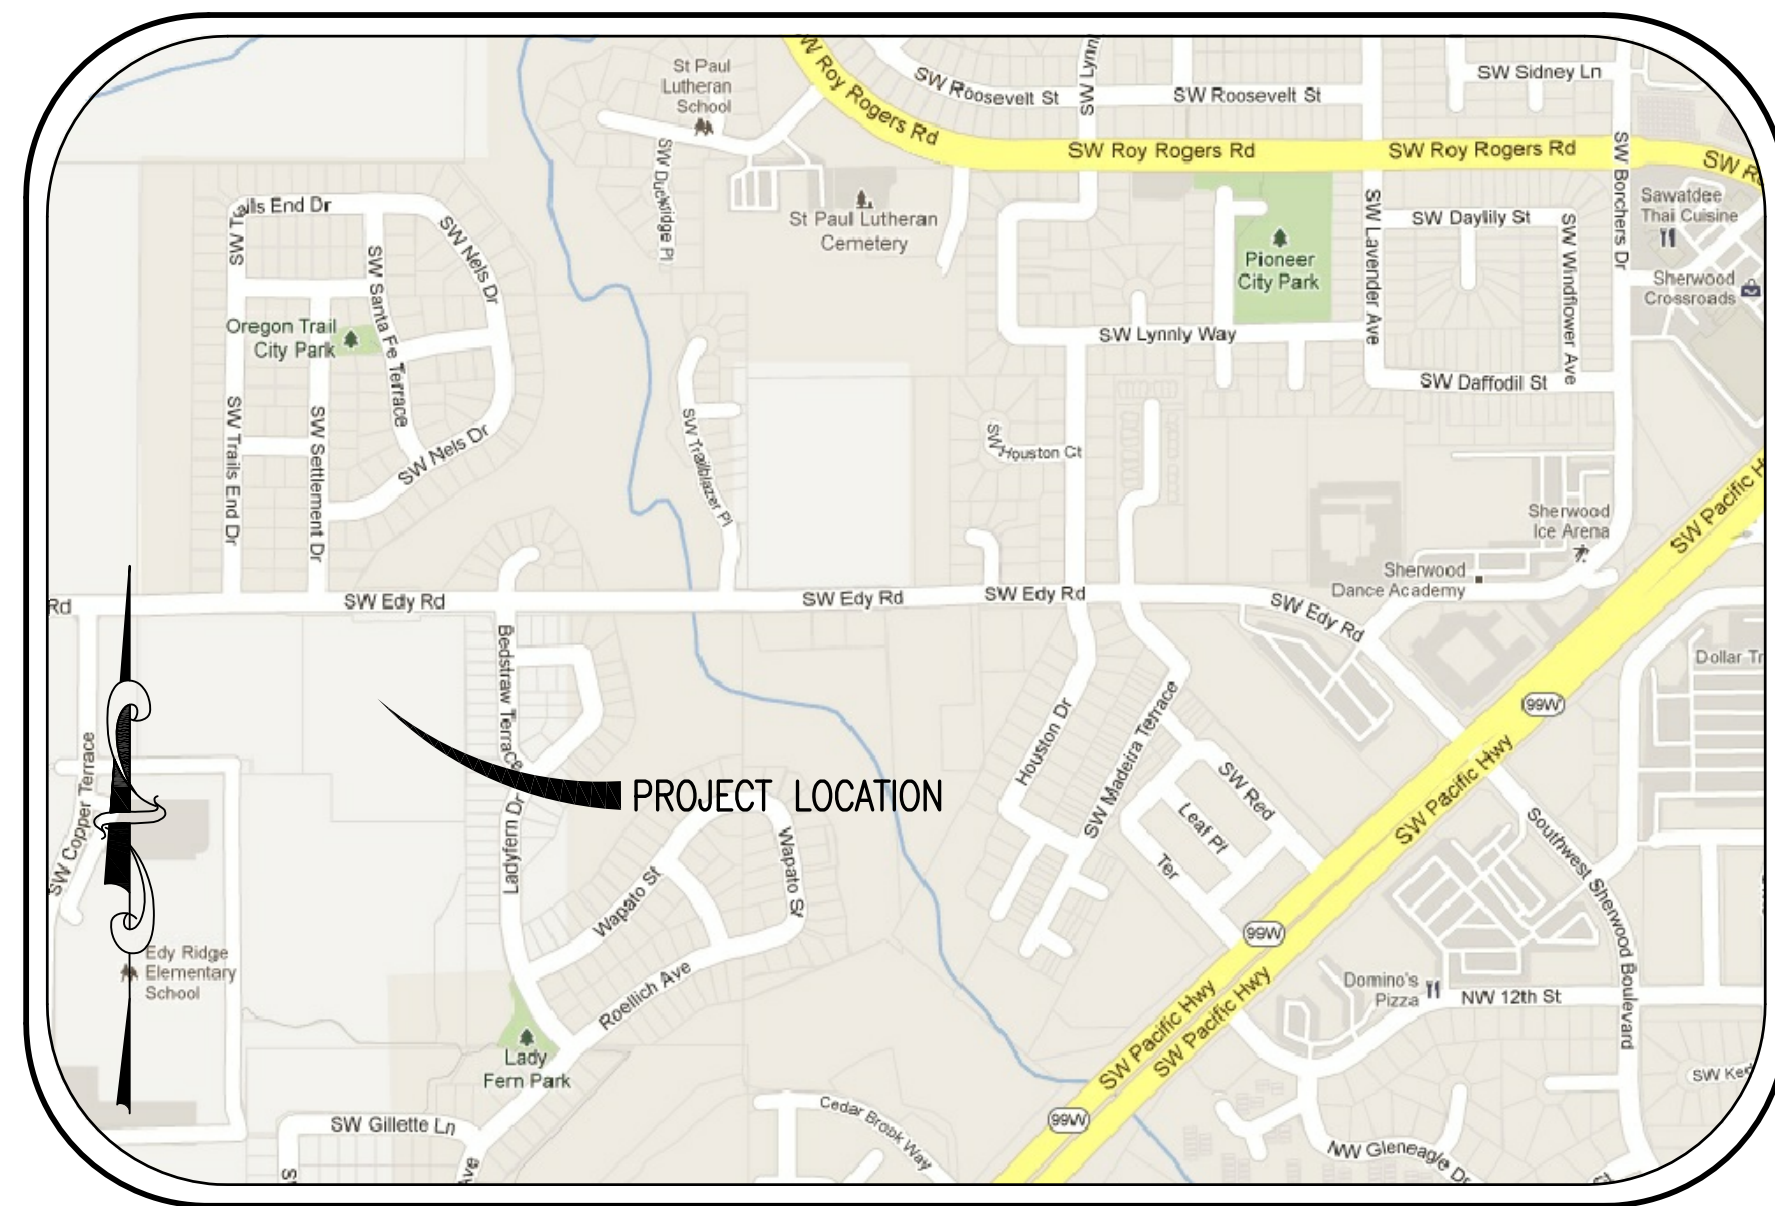 St Paul
Lutheran
School
SW Roy Rogers Rd
SW Roosevelt St
SW Lynn
SW Roosevelt St
SW Sidney Ln
SW Roy Rogers Rd
SW Roy Rogers Rd
SW Borchers Dr
Sawatdee
Thai Cuisine
Sherwood
Crossroads
St Paul Lutheran
Cemetery
Pioneer
City Park
SW Lavender Ave
SW Daylily St
SW Windflower Ave
SW Lynnly Way
SW Daffodil St
ails End Dr
SW Nels Dr
SW Santa Fe Terrace
Oregon Trail
City Park
SW Trails End Dr
SW Settlement Dr
SW Nels Dr
SW Trailblazer Pl
SW Houston Ct
Sherwood
Ice Arena
SW Pacific H
Sherwood
Dance Academy
Rd
SW Edy Rd
SW Edy Rd
SW Edy Rd
SW Edy Rd
Bedstraw Terrace
Dollar Tr
99W
Houston Dr
SW Madeira Terrace
SW Red
Leaf Pl
Ter
SW Pacific Hwy
Southwest Sherwood Boulevard
PROJECT LOCATION
SW Copper Terrace
Ladyfern Dr
Wapato St
Wapato St
Roellich Ave
Edy Ridge
Elementary
School
99W
Domino's
Pizza
NW 12th St
SW Pacific Hwy
SW Pacific Hwy
Lady
Fern Park
SW Gillette Ln
Cedar Brook Way
99W
NW Gleneagle Dr
SW Ker
Ave